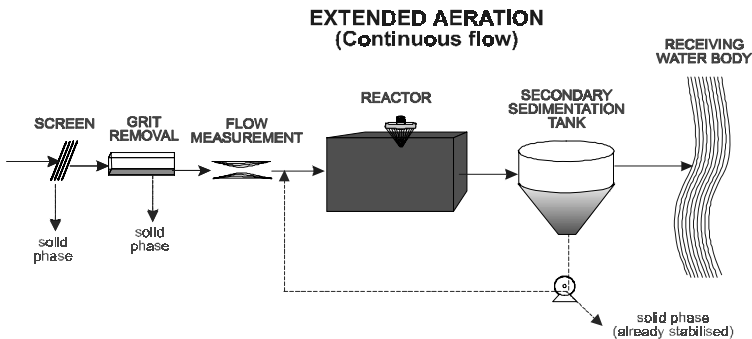 EXTENDED AERATION
(Continuous flow)
RECEIVING
WATER BODY
SCREEN
GRIT
REMOVAL
FLOW
MEASUREMENT
REACTOR
SECONDARY
SEDIMENTATION
TANK
solid
phase
solid
phase
solid phase
(already stabilised)